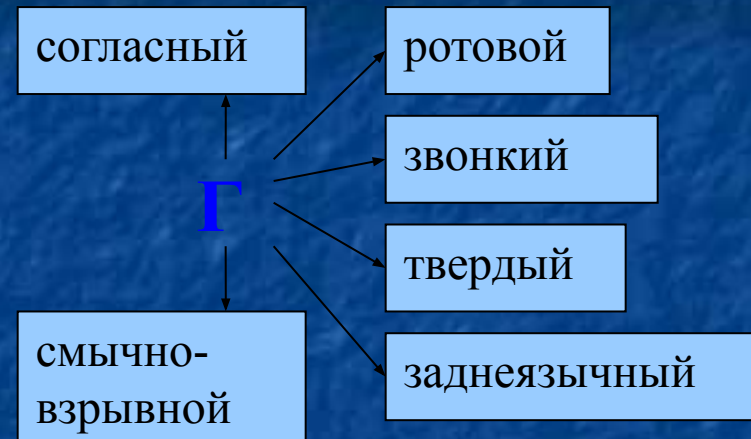 согласный
ротовой
звонкий
Г
твердый
смычно-
взрывной
заднеязычный